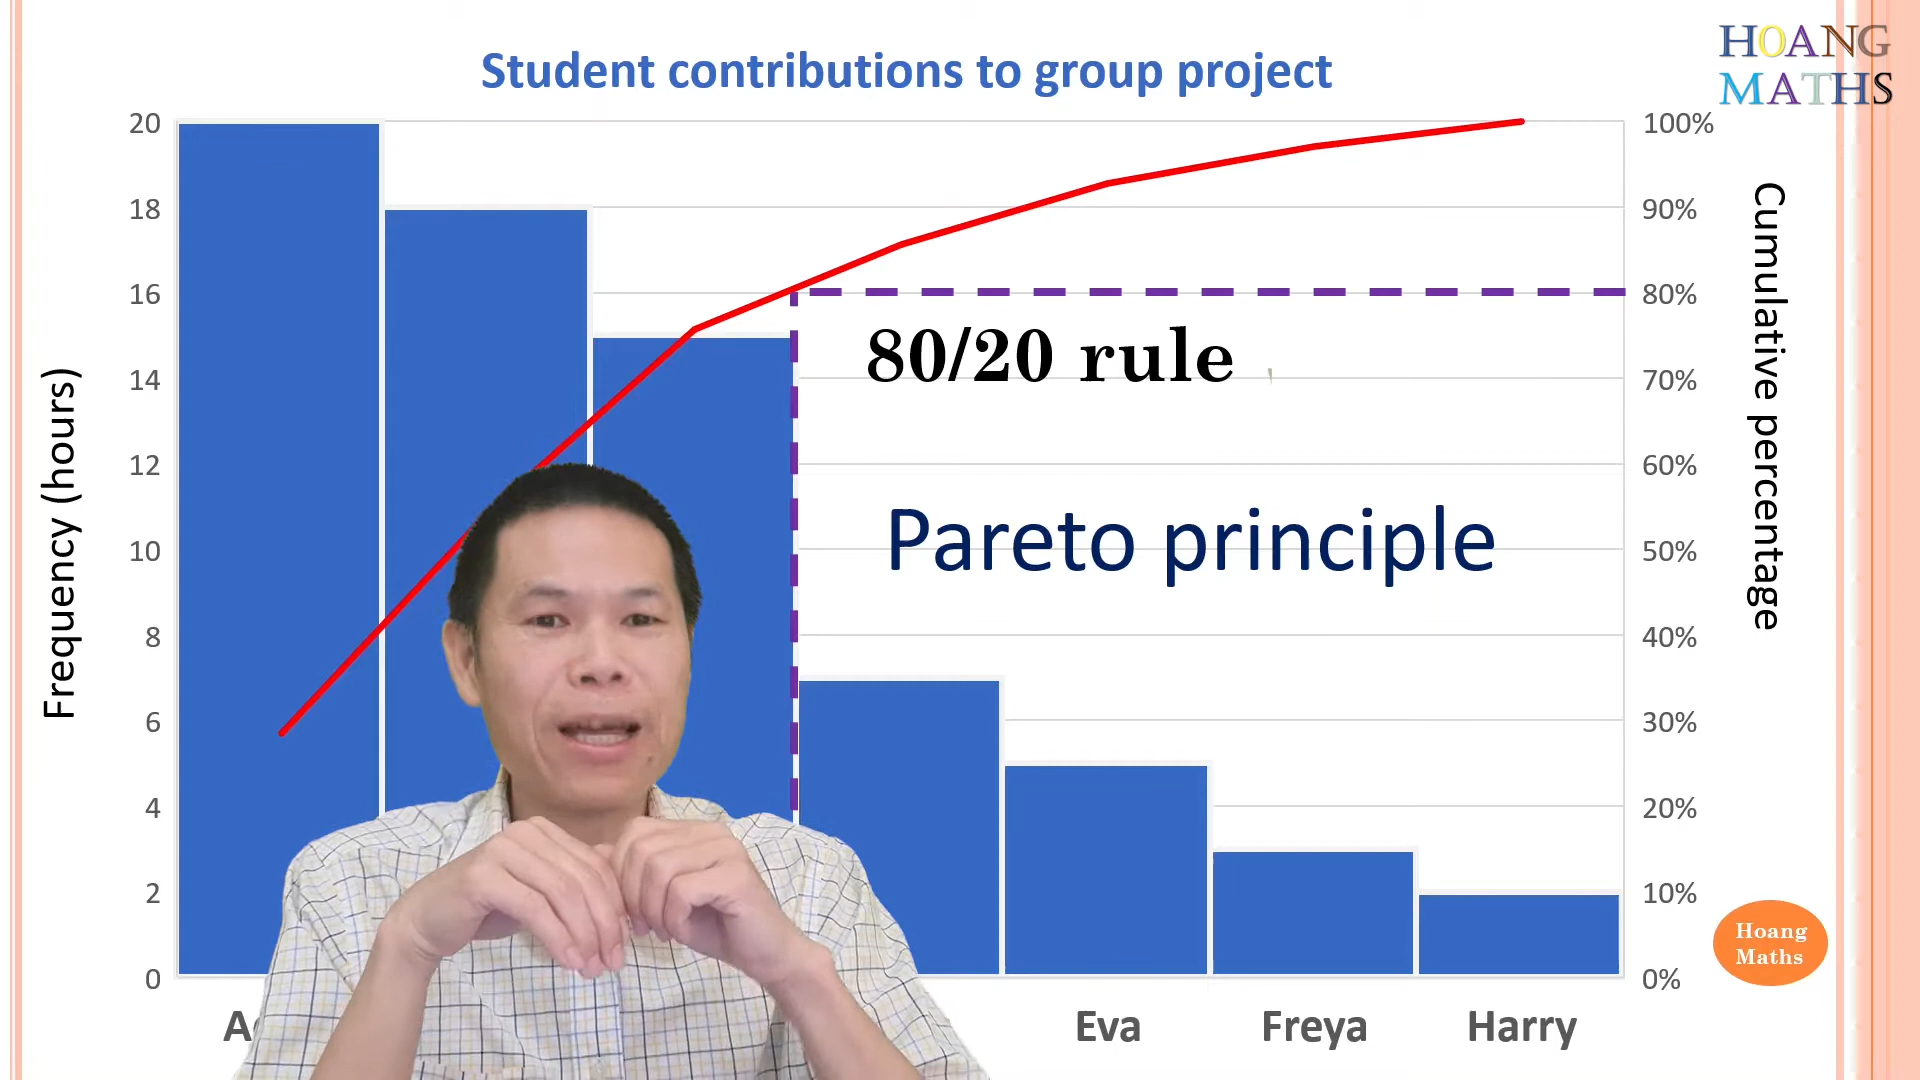 Student contributions to group project
HOANG
MATHS
20
18
16
14
12
10
8
6
4
2
0
Frequency (hours)
100%
90%
80%
70%
60%
50%
40%
30%
20%
10%
0%
Cumulative percentage
80/20 rule
Pareto principle
Eva
Freya
Harry
Hoang
Maths